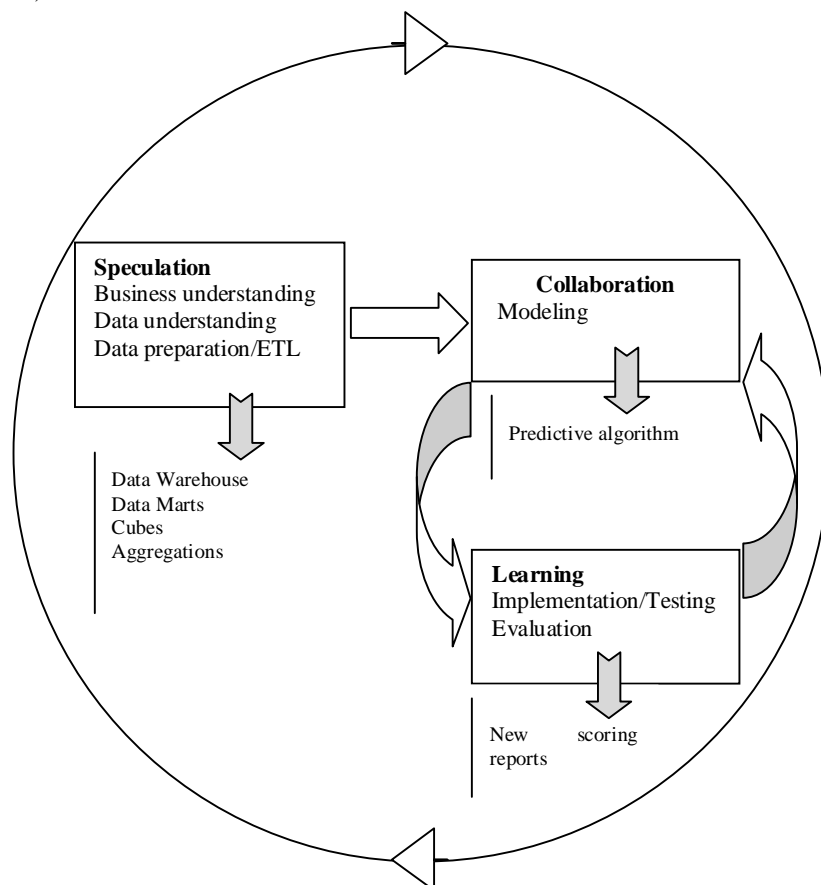 )
Speculation
Business understanding
Data understanding
Data preparation/ETL
Data Warehouse
Data Marts
Cubes
Aggregations
Collaboration
Modeling
Predictive algorithm
Learning
Implementation/Testing
Evaluation
New scoring
reports